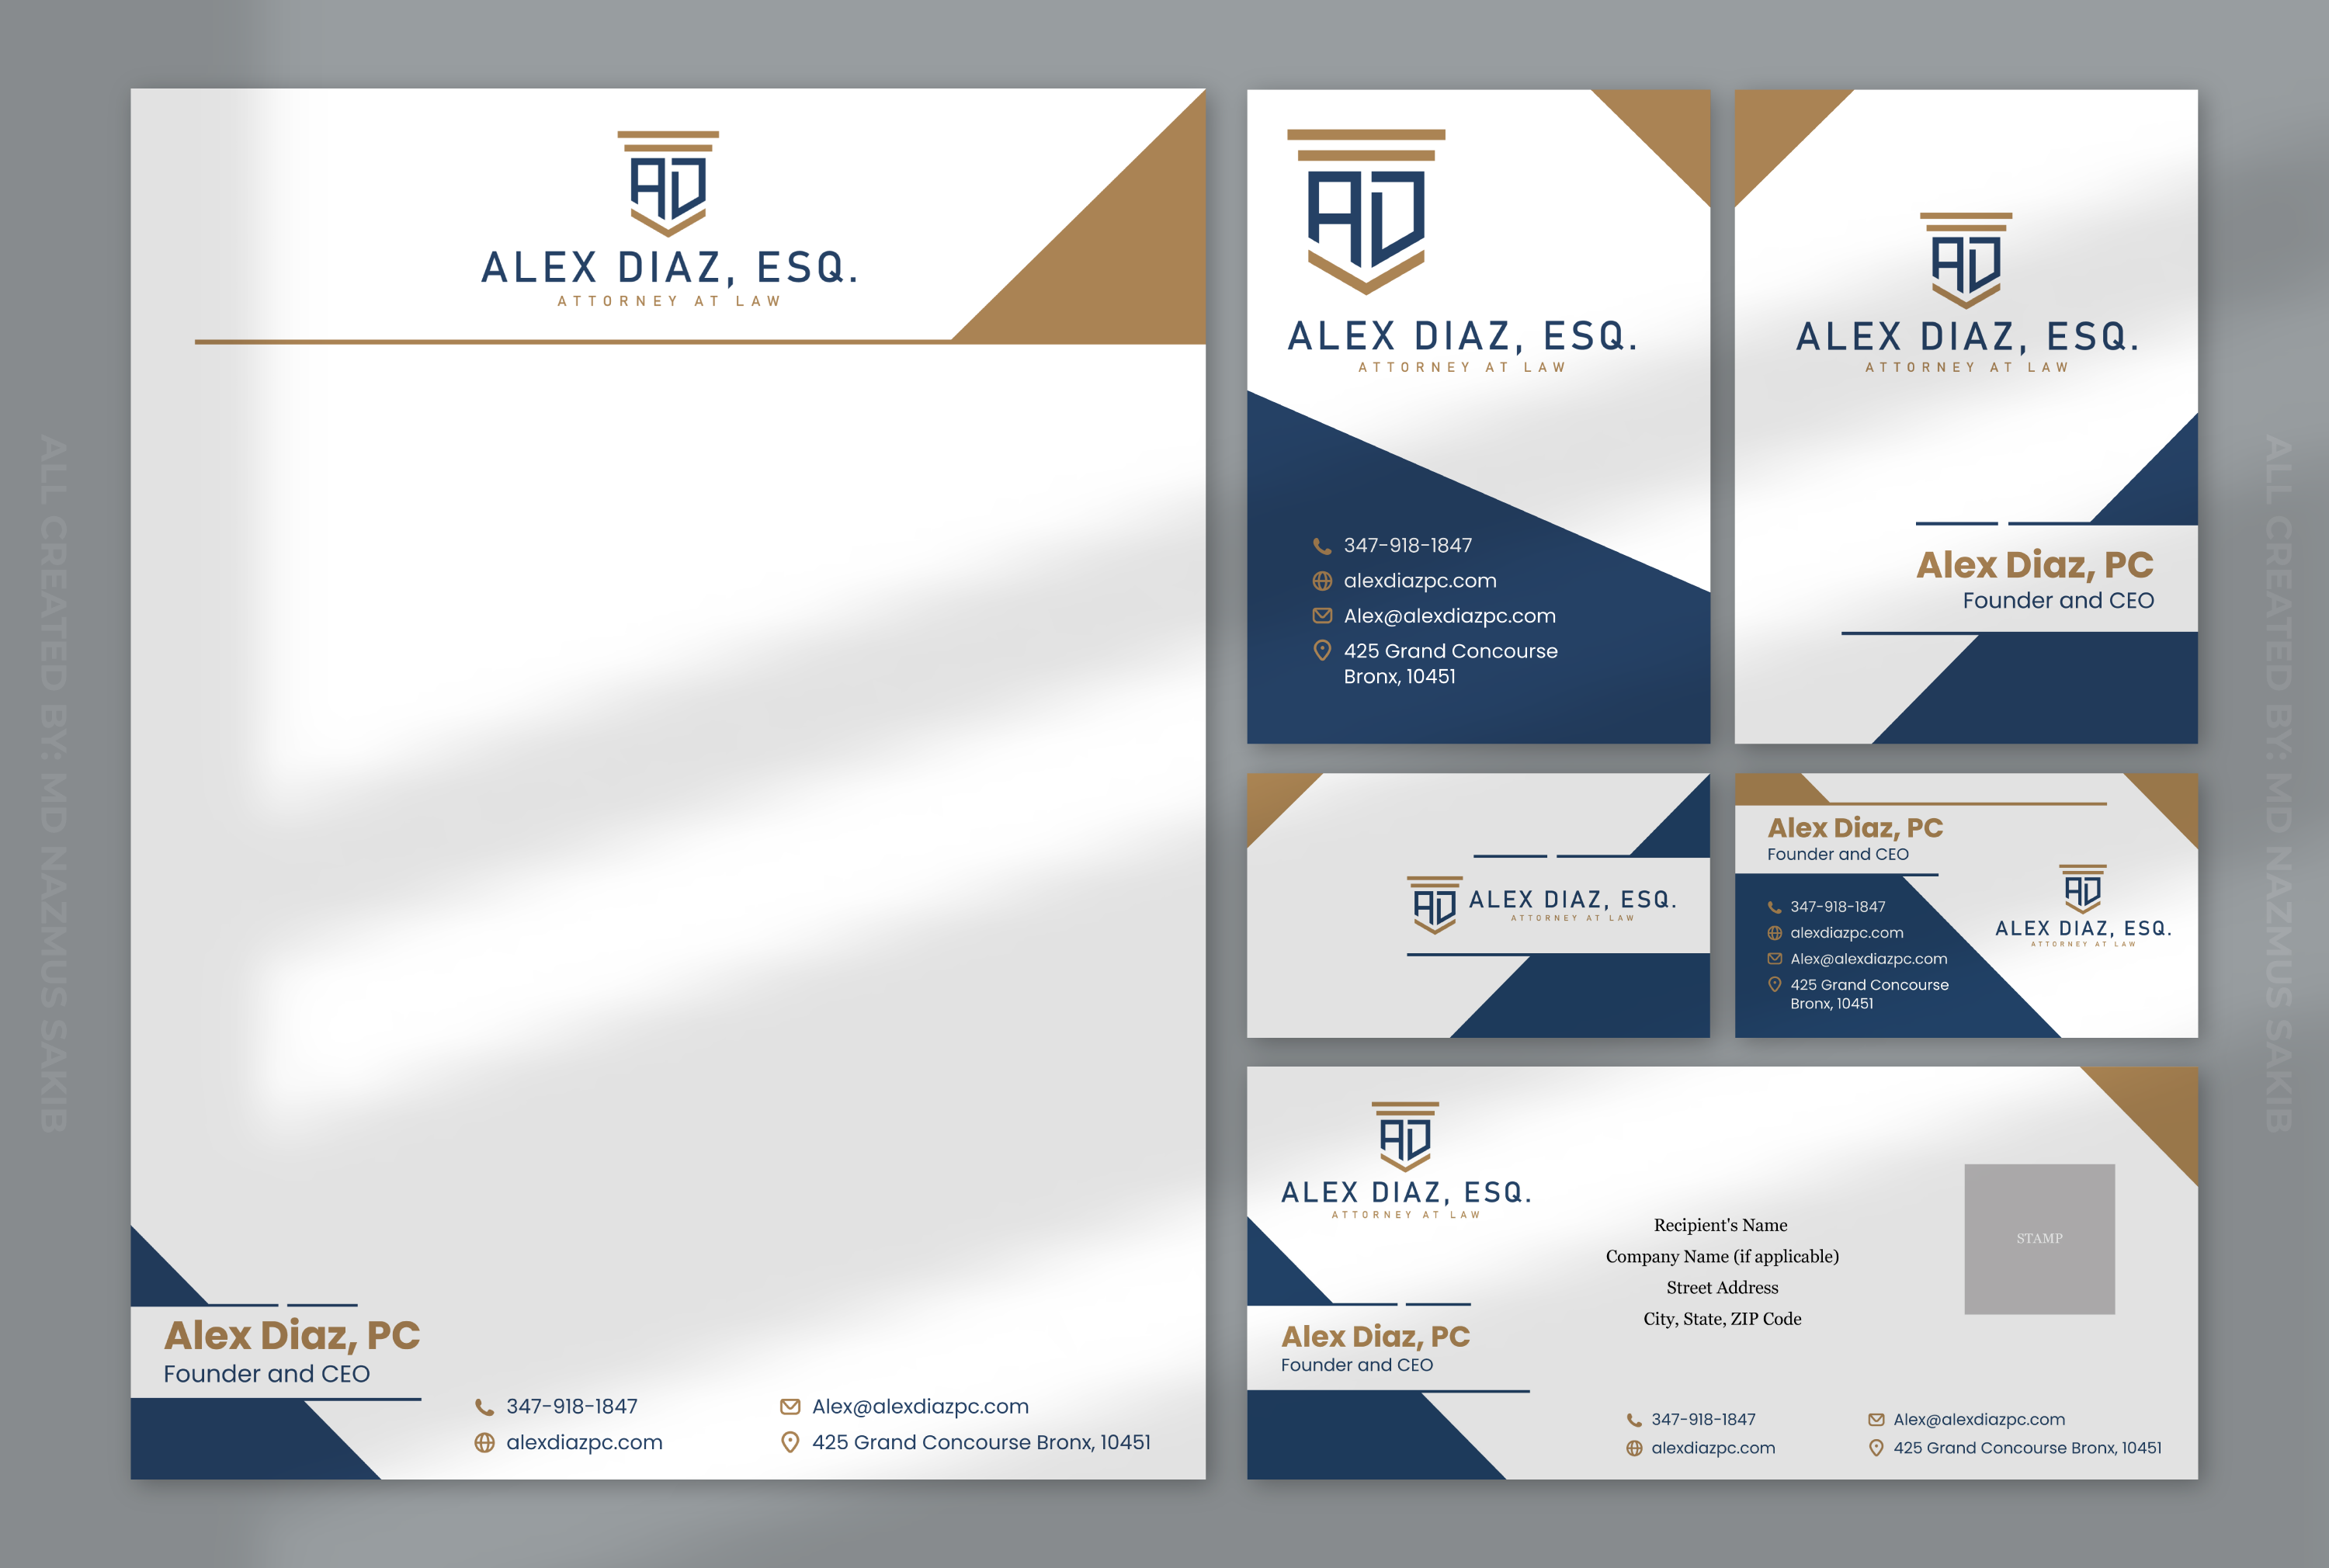 ALL CREATED BY: MD NAZMUS SAKIB
AD
ALEX DIAZ, ESQ.
ATTORNEY AT LAW
Alex Diaz, PC
Founder and CEO
347-918-1847
alexdiazpc.com
Alex@alexdiazpc.com
425 Grand Concourse Bronx, 10451
AD
ALEX DIAZ, ESQ.
ATTORNEY AT LAW
347-918-1847
alexdiazpc.com
Alex@alexdiazpc.com
425 Grand Concourse
Bronx, 10451
AD
ALEX DIAZ, ESQ.
ATTORNEY AT LAW
Alex Diaz, PC
Founder and CEO
AD
ALEX DIAZ, ESQ.
ATTORNEY AT LAW
Alex Diaz, PC
Founder and CEO
347-918-1847
alexdiazpc.com
Alex@alexdiazpc.com
425 Grand Concourse
Bronx, 10451
AD
ALEX DIAZ, ESQ.
ATTORNEY AT LAW
AD
ALEX DIAZ, ESQ.
ATTORNEY AT LAW
Alex Diaz, PC
Founder and CEO
Recipient's Name
Company Name (if applicable)
Street Address
City, State, ZIP Code
STAMP
347-918-1847
alexdiazpc.com
Alex@alexdiazpc.com
425 Grand Concourse Bronx, 10451
ALL CREATED BY: MD NAZMUS SAKIB